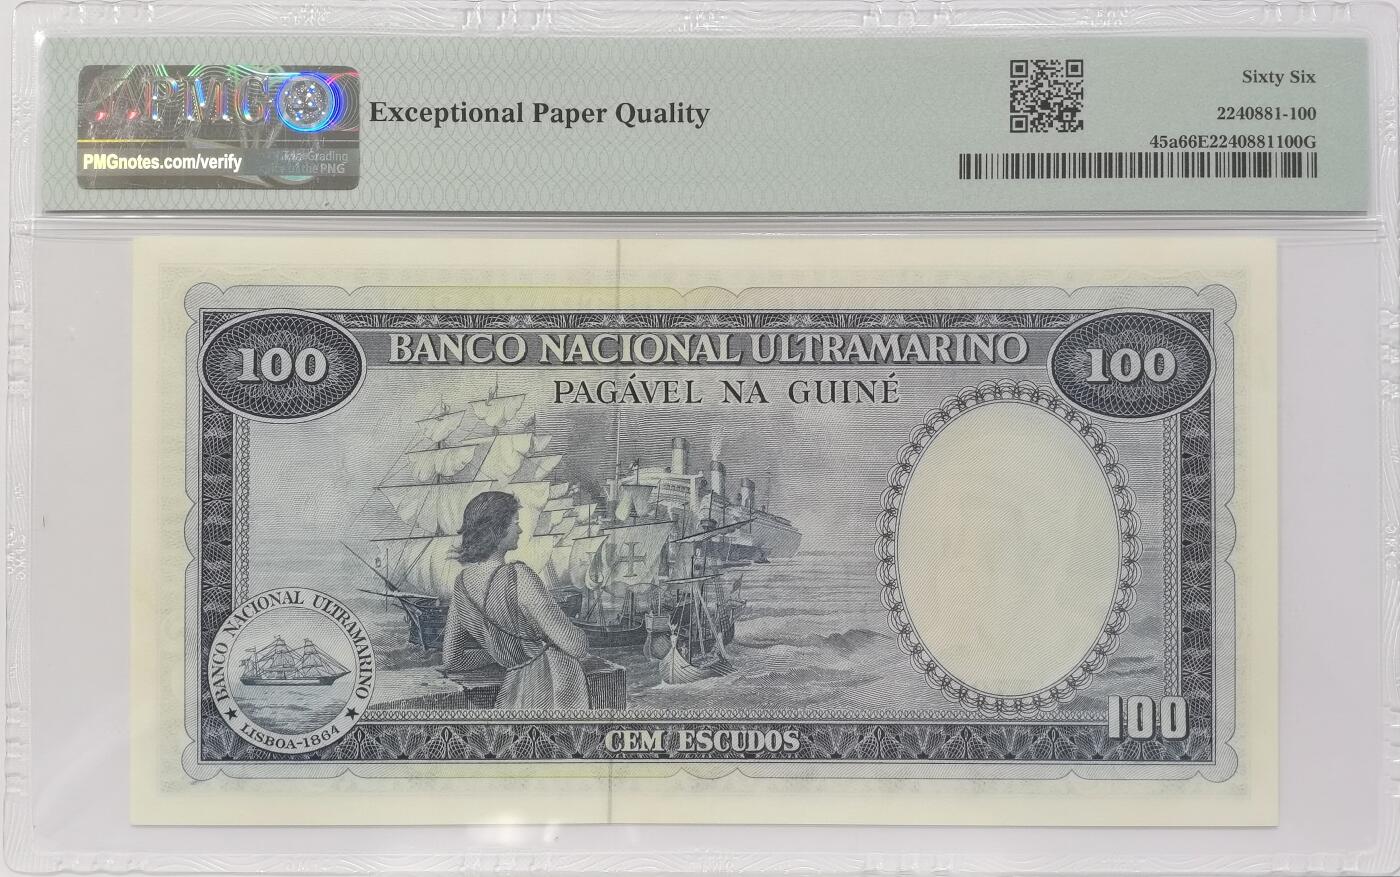 PMG
PMGnotes.com/verify
Exceptional Paper Quality
Sixty Six
2240881-100
45a66E2240881100G
100
BANCO NACIONAL ULTRAMARINO
100
PAGÁVEL NA GUINÉ
BANCO NACIONAL ULTRAMARINO
LISBOA-1864
CEM ESCUDOS
100